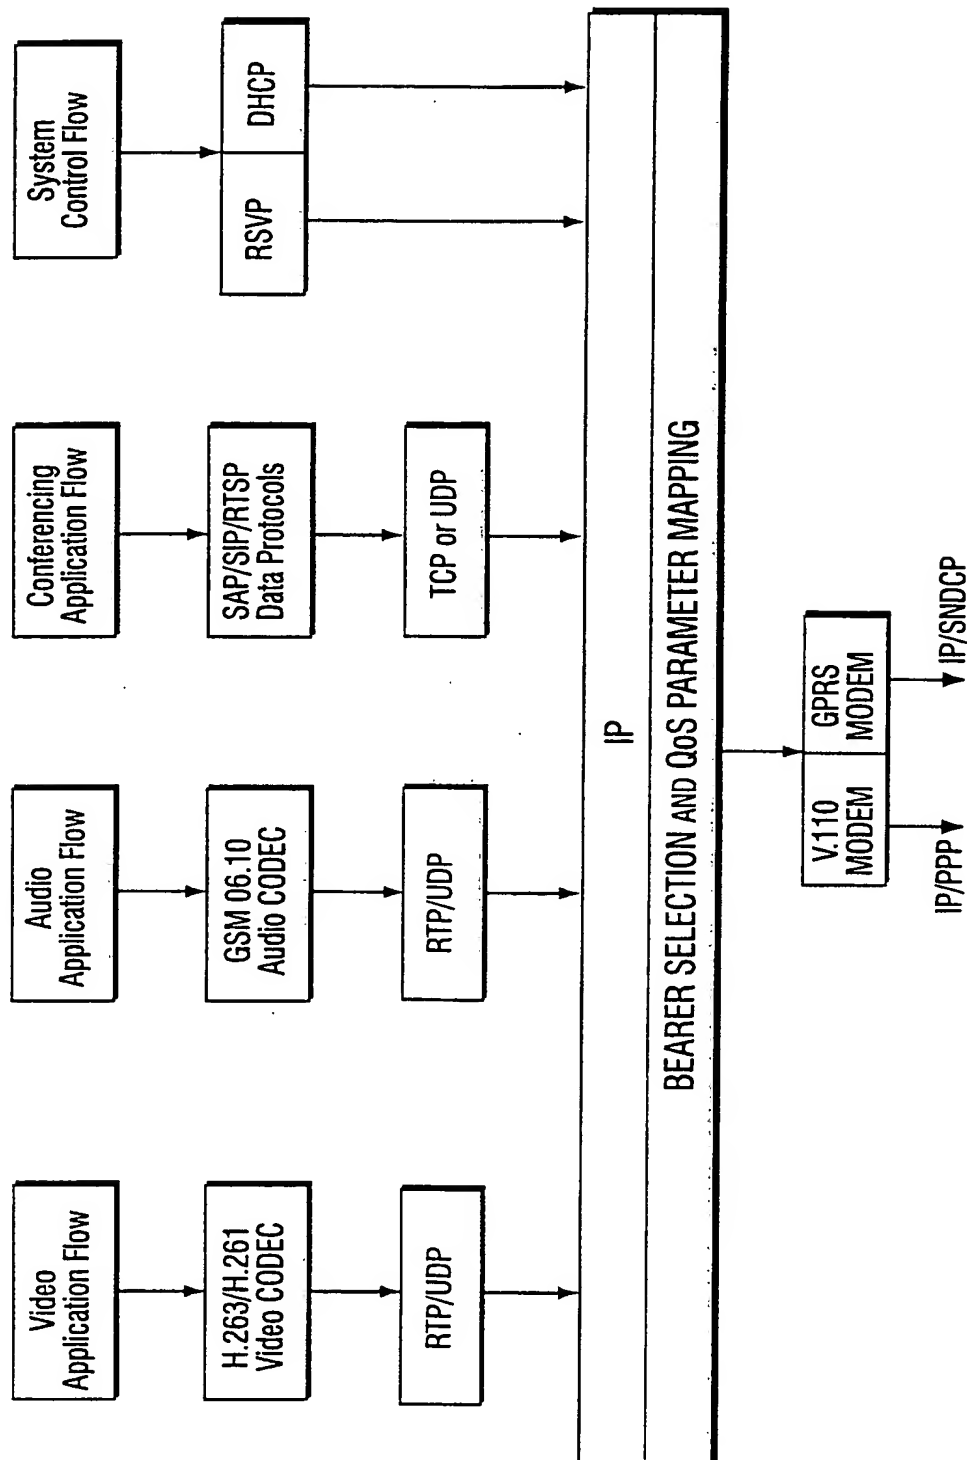 Video
Application Flow
H.263/H.261
Video CODEC
RTP/UDP
Audio
Application Flow
GSM 06.10
Audio CODEC
RTP/UDP
Conferencing
Application Flow
SAP/SIP/RTSP
Data Protocols
TCP or UDP
System
Control Flow
RSVP
DHCP
IP
BEARER SELECTION AND QoS PARAMETER MAPPING
V.110
MODEM
GPRS
MODEM
IP/PPP
IP/SNDCP